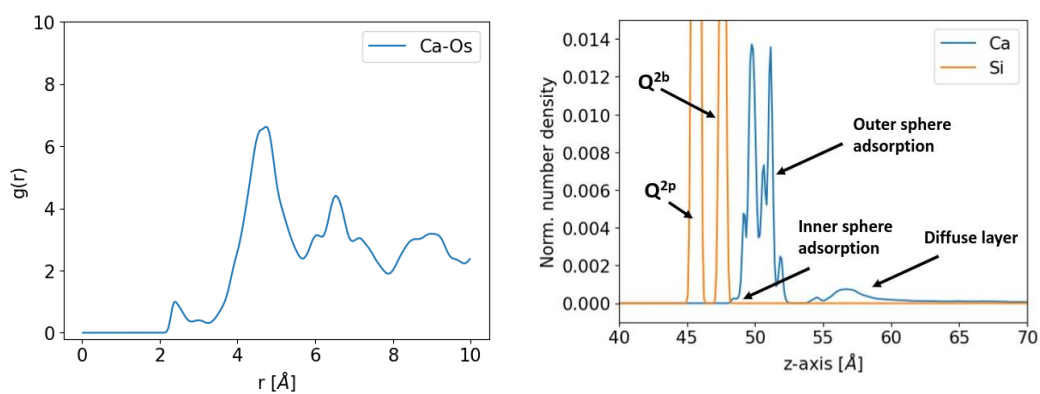 10
8
6
4
2
0
g(r)
Ca-Os
0 2 4 6 8 10
r [Å]
0.014
0.012
0.010
0.008
0.006
0.004
0.002
0.000
Norm. number density
Ca
Si
Q2b
Q2p
Outer sphere
adsorption
Inner sphere
adsorption
Diffuse layer
40 45 50 55 60 65 70
z-axis [Å]